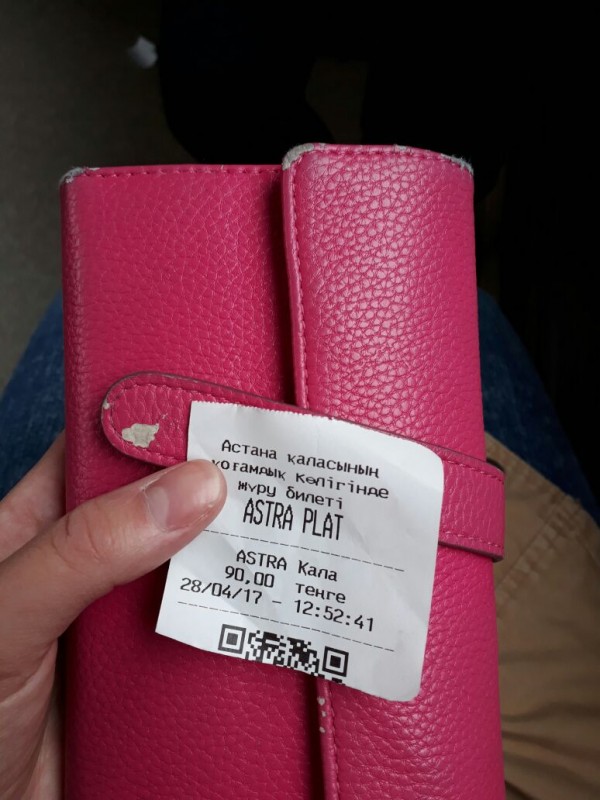 Астана қаласының
қоғамдық көлігінде
жүру билеті
ASTRA PLAT
ASTRA Кала
90,00 тенге
28/04/17 - 12:52:41